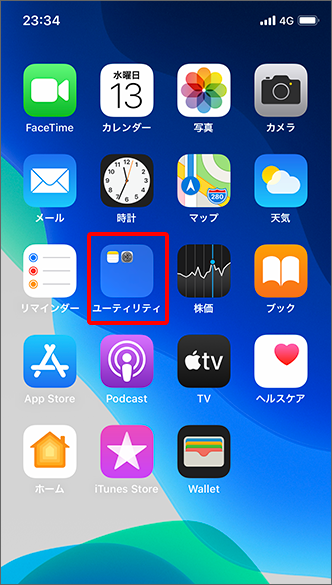 23:34 4G
FaceTime カレンダー 写真 カメラ
水曜日
13
メール 時計 マップ 天気
280
リマインダー ユーティリティ 株価 ブック
App Store Podcast TV ヘルスケア
tv
ホーム iTunes Store Wallet